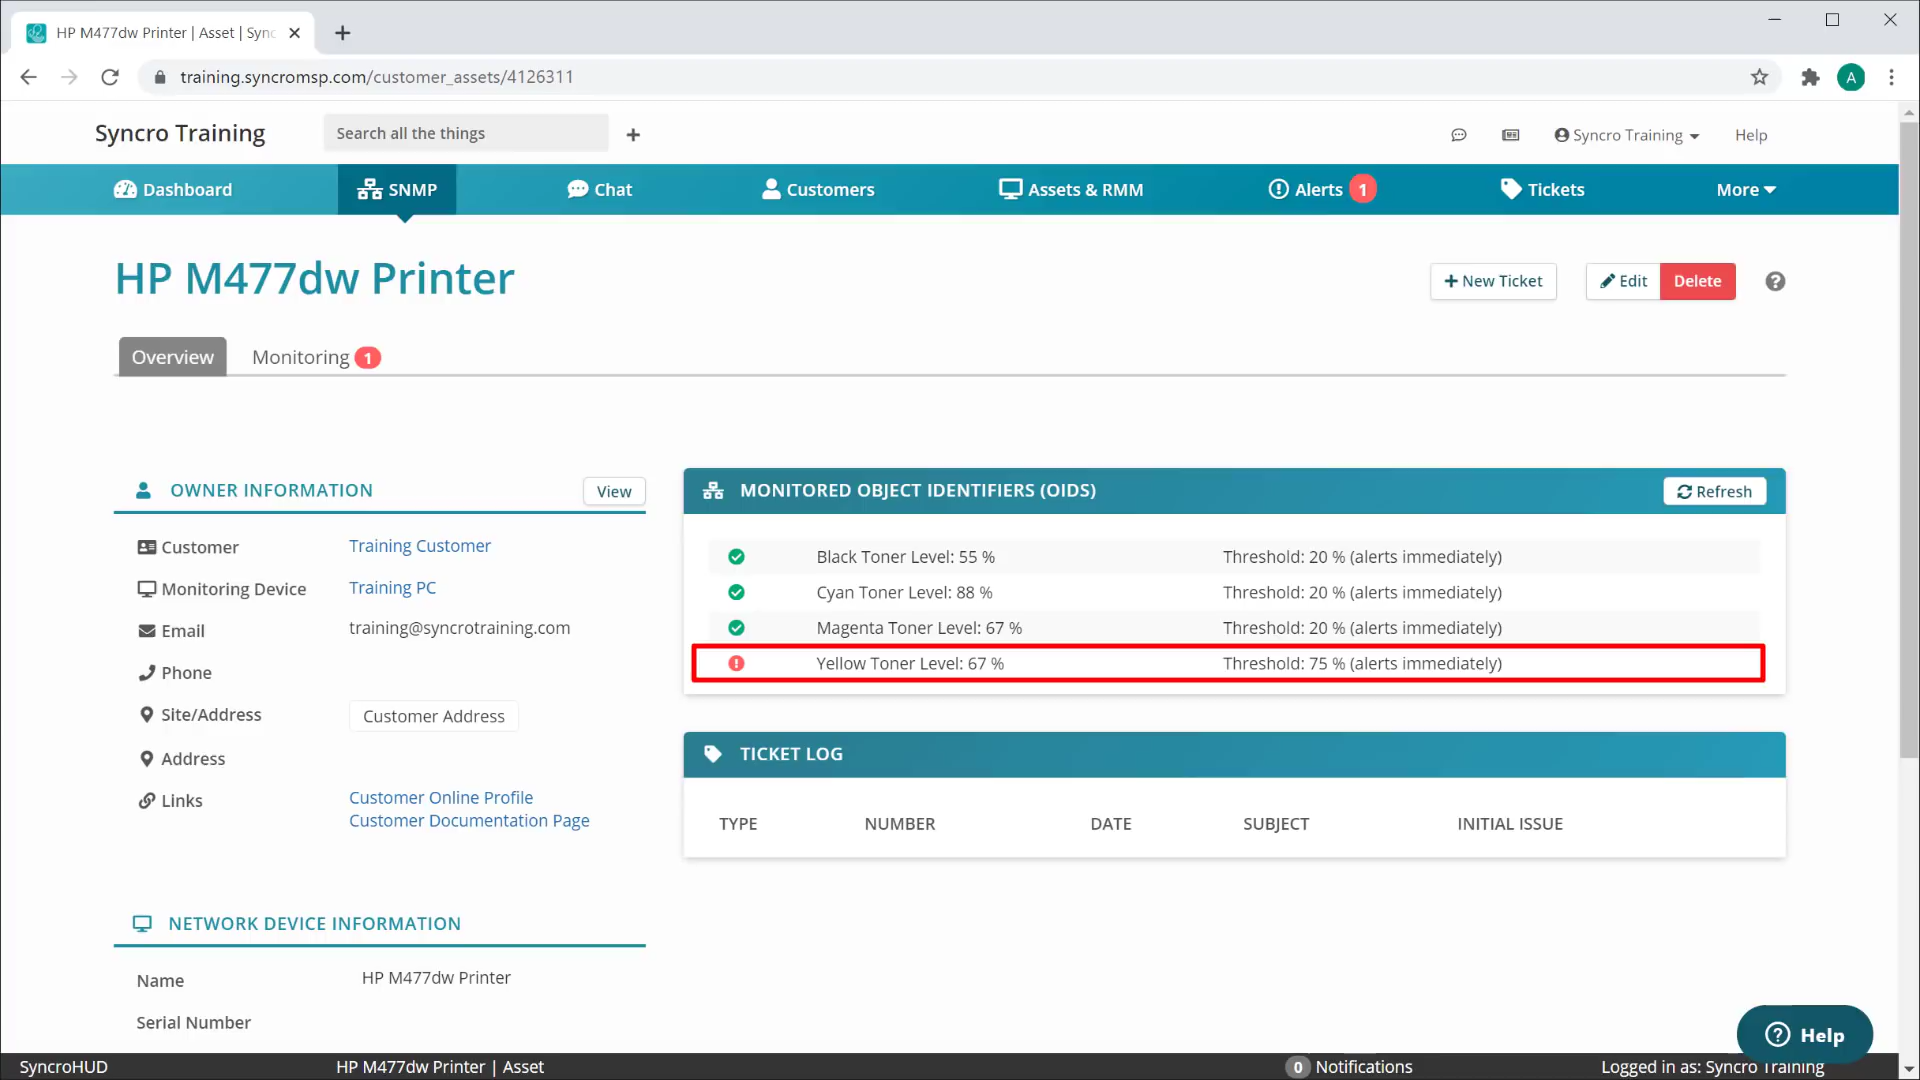 HP M477dw Printer | Asset | Sync
training.syncromsp.com/customer_assets/4126311
A
Syncro Training
Search all the things
Syncro Training
Help
Dashboard
SNMP
Chat
Customers
Assets & RMM
Alerts 1
Tickets
More
HP M477dw Printer
New Ticket
Edit
Delete
Overview
Monitoring 1
OWNER INFORMATION
View
Customer Training Customer
Monitoring Device Training PC
Email training@syncrotraining.com
Phone
Site/Address Customer Address
Address
Links Customer Online Profile
Customer Documentation Page
MONITORED OBJECT IDENTIFIERS (OIDS)
Refresh
Black Toner Level: 55 % Threshold: 20 % (alerts immediately)
Cyan Toner Level: 88 % Threshold: 20 % (alerts immediately)
Magenta Toner Level: 67 % Threshold: 20 % (alerts immediately)
Yellow Toner Level: 67 % Threshold: 75 % (alerts immediately)
TICKET LOG
TYPE NUMBER DATE SUBJECT INITIAL ISSUE
NETWORK DEVICE INFORMATION
Name HP M477dw Printer
Serial Number
Help
SyncroHUD
HP M477dw Printer | Asset
0 Notifications
Logged in as: Syncro Training